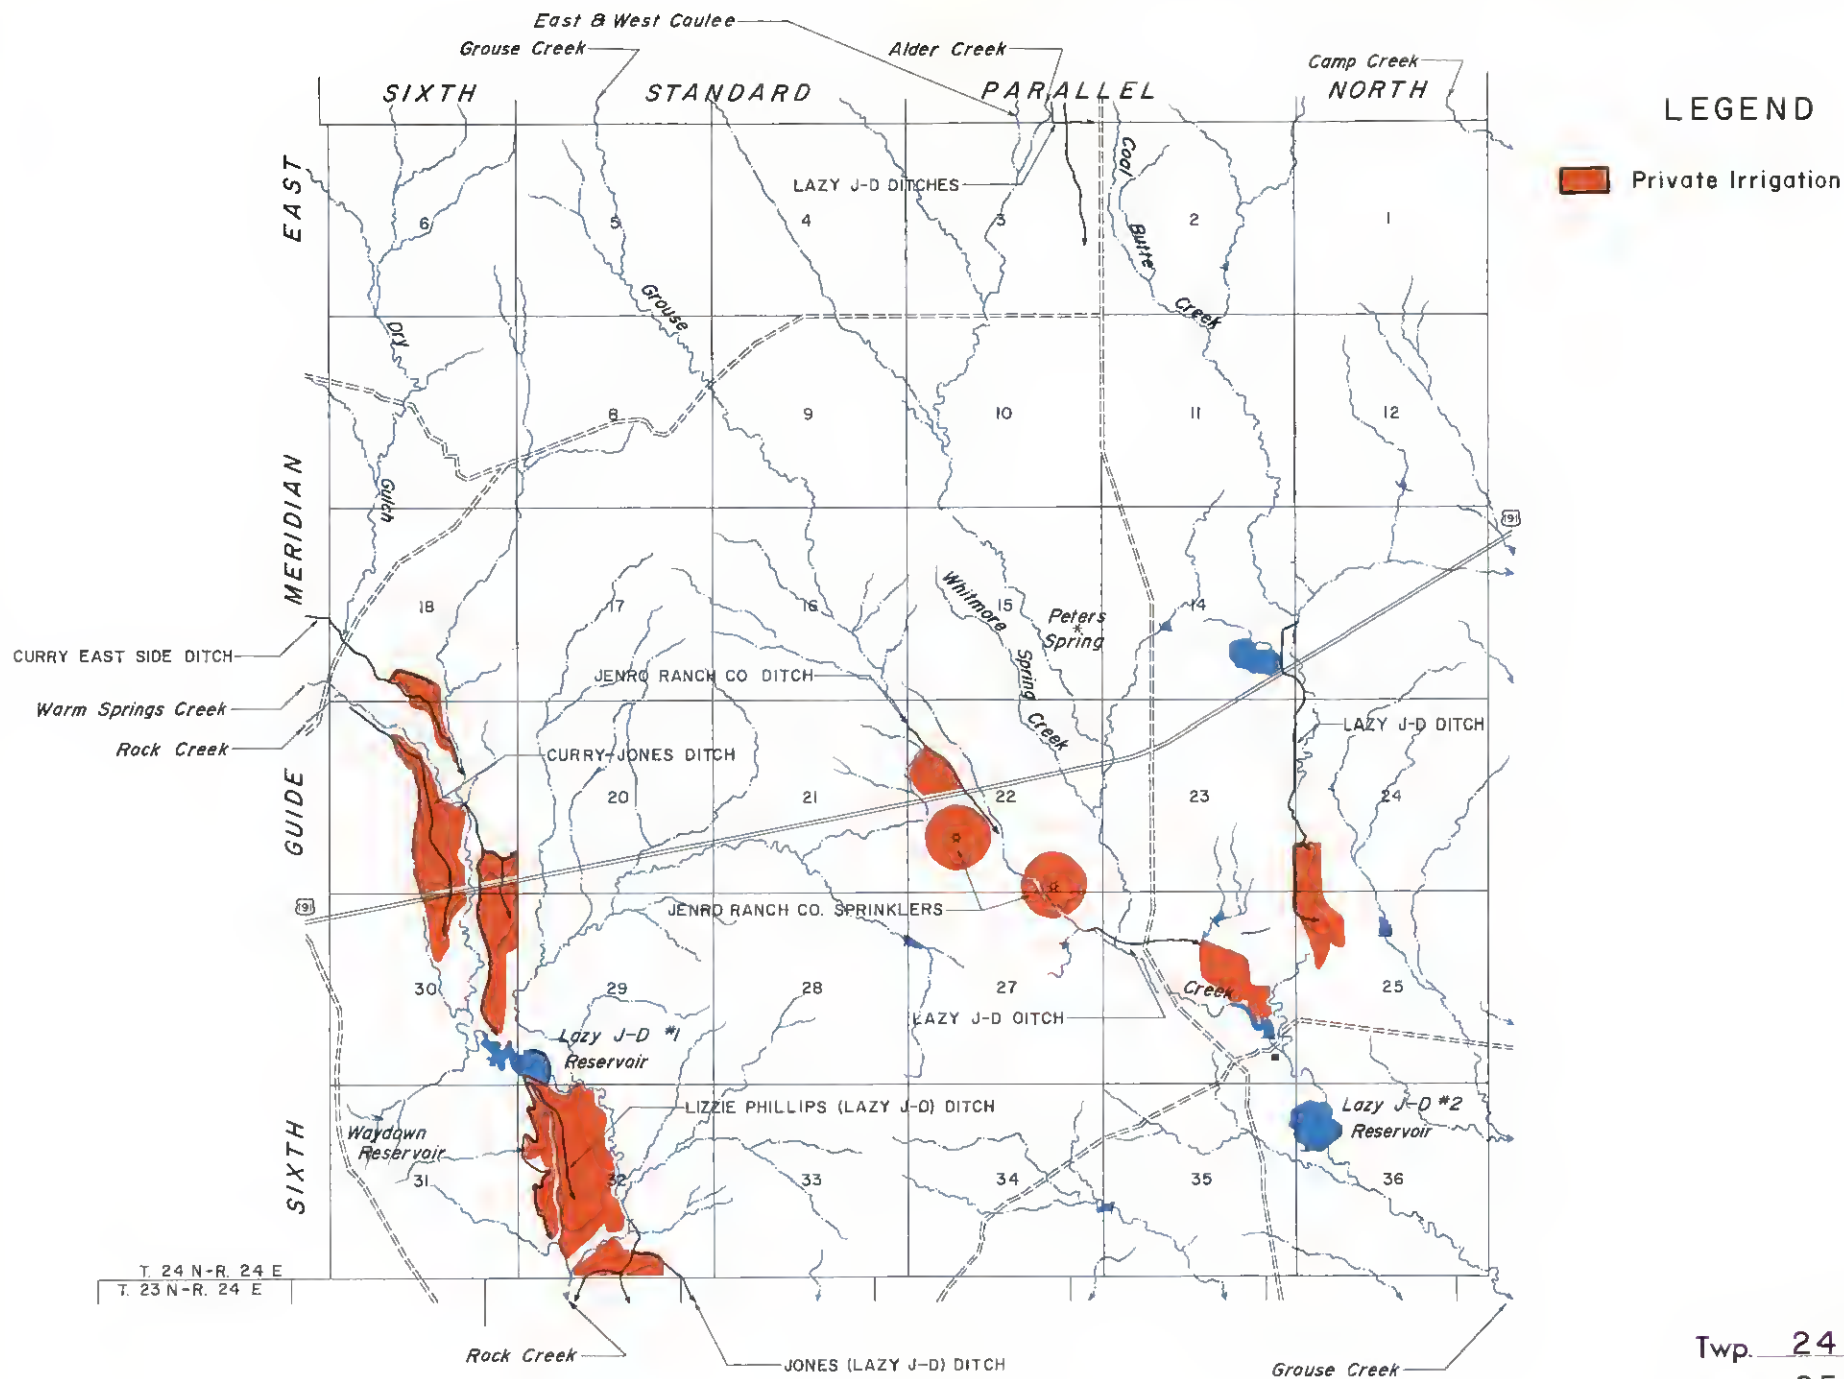 East & West Coulee
Grouse Creek
Alder Creek
Camp Creek
SIXTH STANDARD PARALLEL NORTH
LEGEND
Private Irrigation
EAST
MERIDIAN
GUIDE
SIXTH
LAZY J-D DITCHES
Coal
Butte
Creek
6
5
4
3
2
1
Grouse
Dry
Gulch
8
9
10
11
12
191
18
17
16
15
14
Whitmore
Spring
Creek
Peters
Spring
CURRY EAST SIDE DITCH
JENRO RANCH CO DITCH
Warm Springs Creek
Rock Creek
LAZY J-D DITCH
CURRY-JONES DITCH
20
21
22
23
24
191
JENRO RANCH CO. SPRINKLERS
30
29
28
27
Creek
25
LAZY J-D DITCH
Lazy J-D #1
Reservoir
LIZZIE PHILLIPS (LAZY J-D) DITCH
Lazy J-D #2
Reservoir
Waydown
Reservoir
31
32
33
34
35
36
T. 24 N-R. 24 E
T. 23 N-R. 24 E
Rock Creek
JONES (LAZY J-D) DITCH
Grouse Creek
Twp. 24